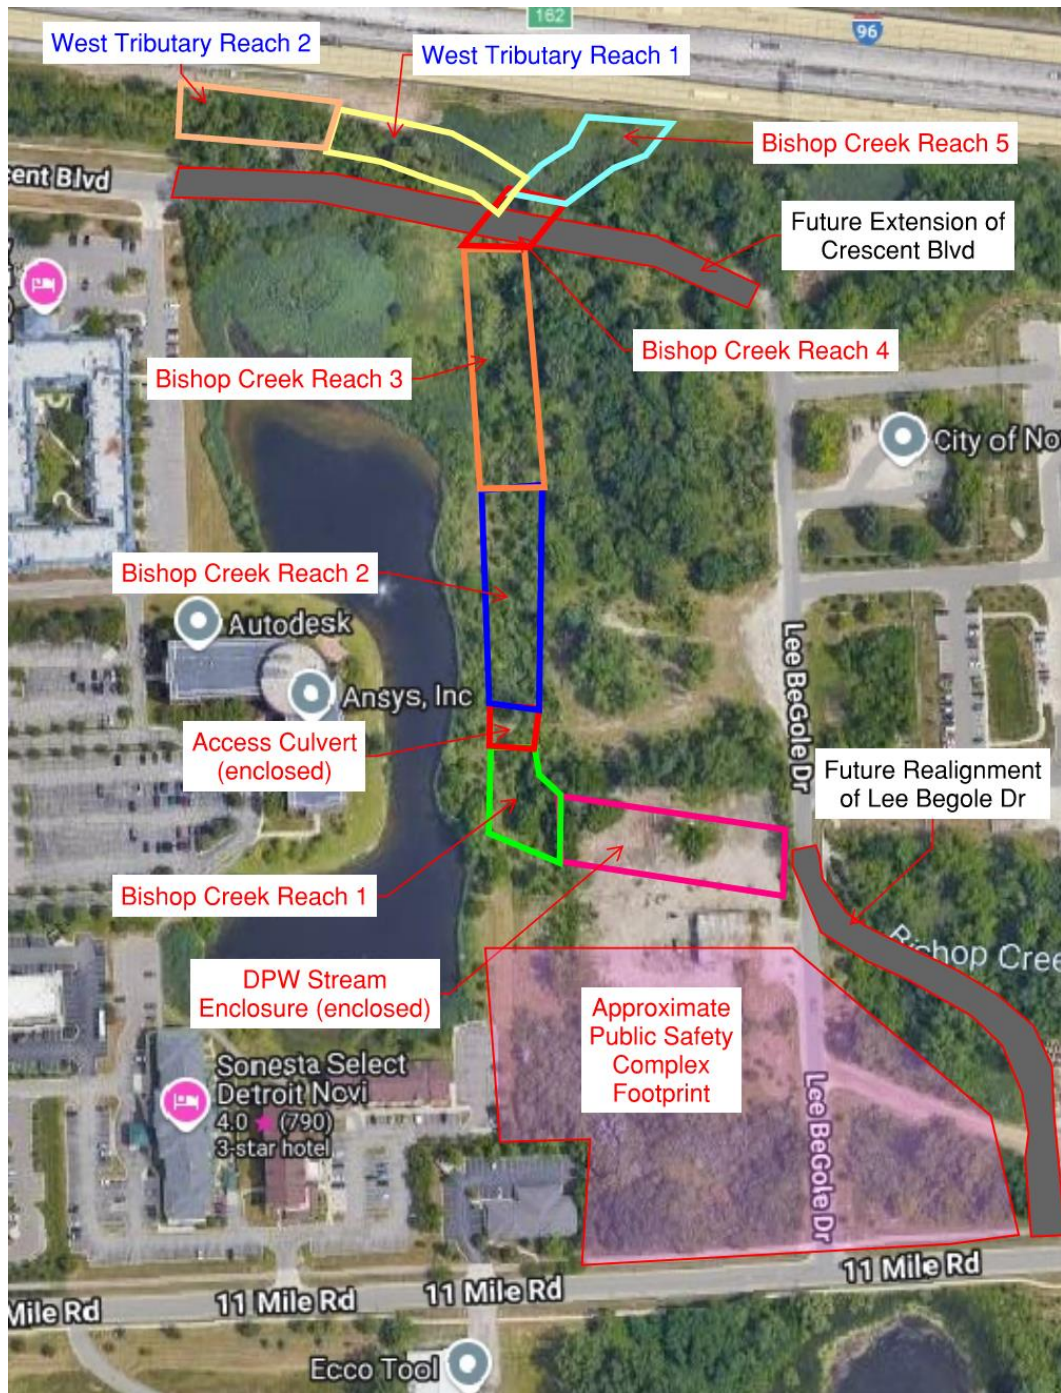 162
96
West Tributary Reach 2
West Tributary Reach 1
Bishop Creek Reach 5
cent Blvd
Future Extension of
Crescent Blvd
Bishop Creek Reach 4
Bishop Creek Reach 3
City of No
Bishop Creek Reach 2
Autodesk
Ansys, Inc
Lee BeGole Dr
Access Culvert
(enclosed)
Future Realignment
of Lee Begole Dr
Bishop Creek Reach 1
Bishop Cree
DPW Stream
Enclosure (enclosed)
Approximate
Public Safety
Complex
Footprint
Sonesta Select
Detroit Novi
4.0 ★ (790)
3-star hotel
Lee BeGole Dr
Mile Rd
11 Mile Rd
11 Mile Rd
11 Mile Rd
Ecco Tool